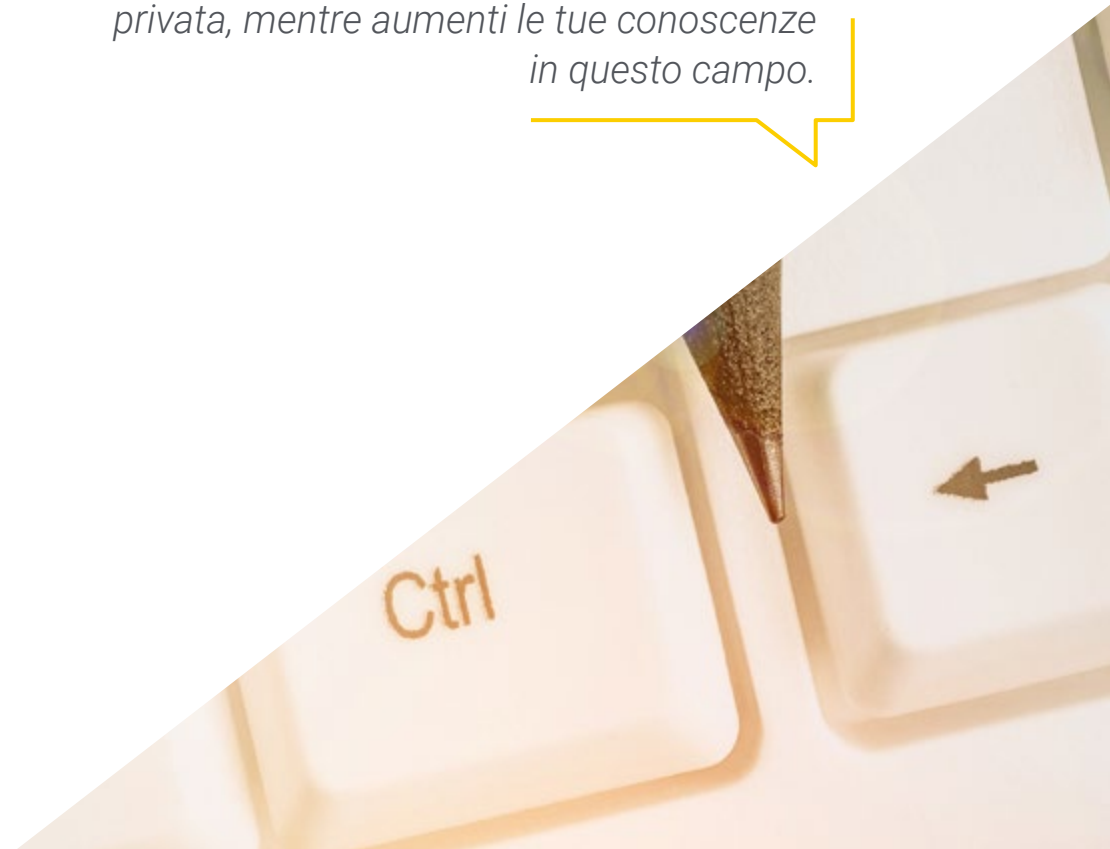 privata, mentre aumenti le tue conoscenze
in questo campo.
Ctrl